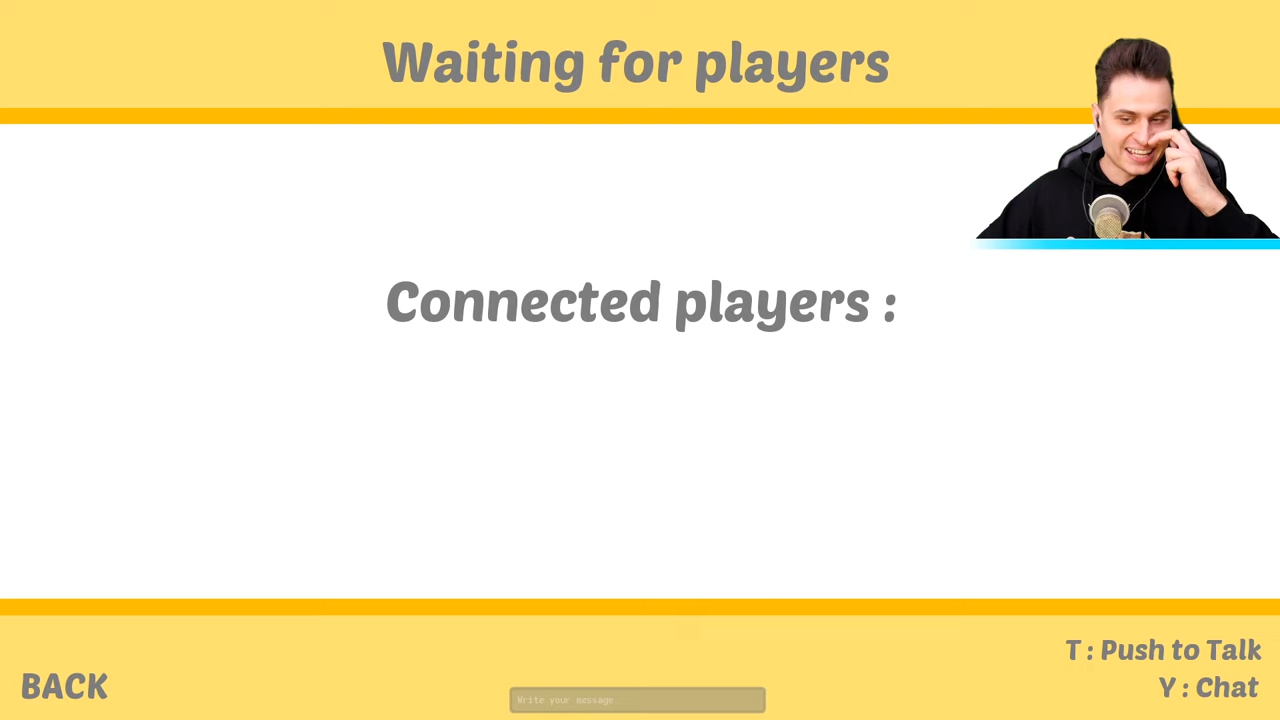 Waiting for players
Connected players :
T : Push to Talk
BACK
Y : Chat
Write your message.